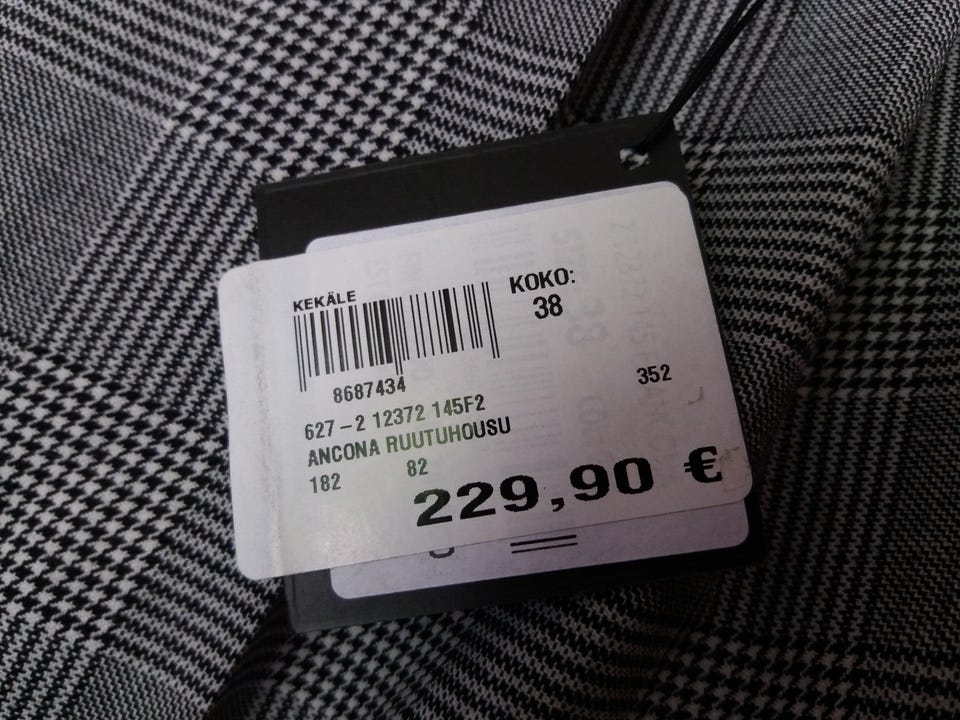 KEKÄLE
KOKO:
38
8687434
352
627-2 12372 145F2
ANCONA RUUTUHOUSU
182 82
229,90 €